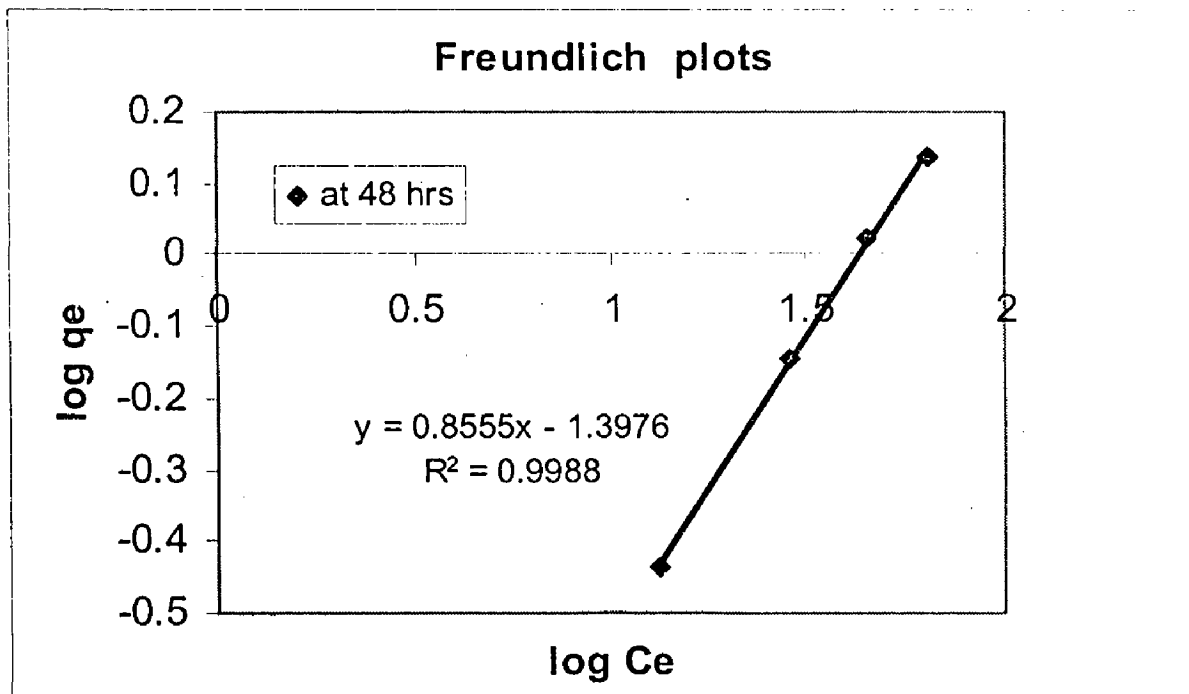 Freundlich plots
0.2
0.1
at 48 hrs
0
0 0.5 1 1.5 2
-0.1
log qe
-0.2
y = 0.8555x - 1.3976
-0.3
R² = 0.9988
-0.4
-0.5
log Ce